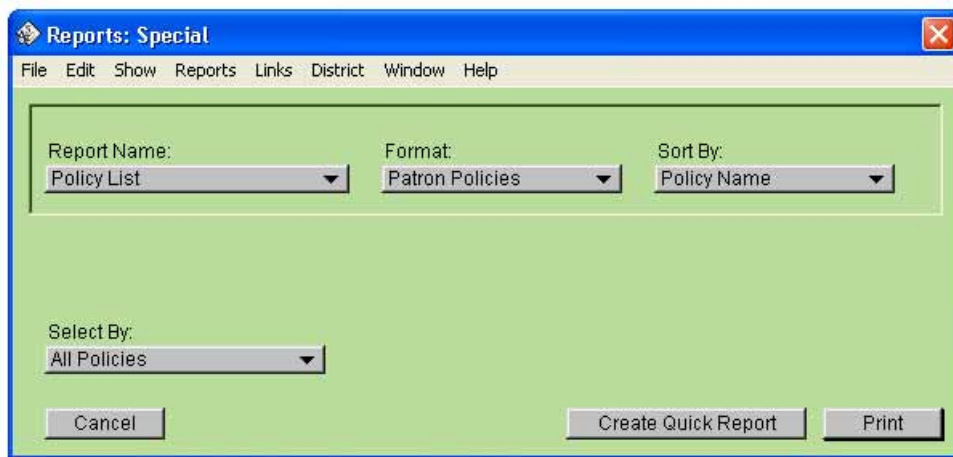 Reports: Special
File Edit Show Reports Links District Window Help
Report Name: Format: Sort By:
Policy List Patron Policies Policy Name
Select By:
All Policies
Cancel Create Quick Report Print